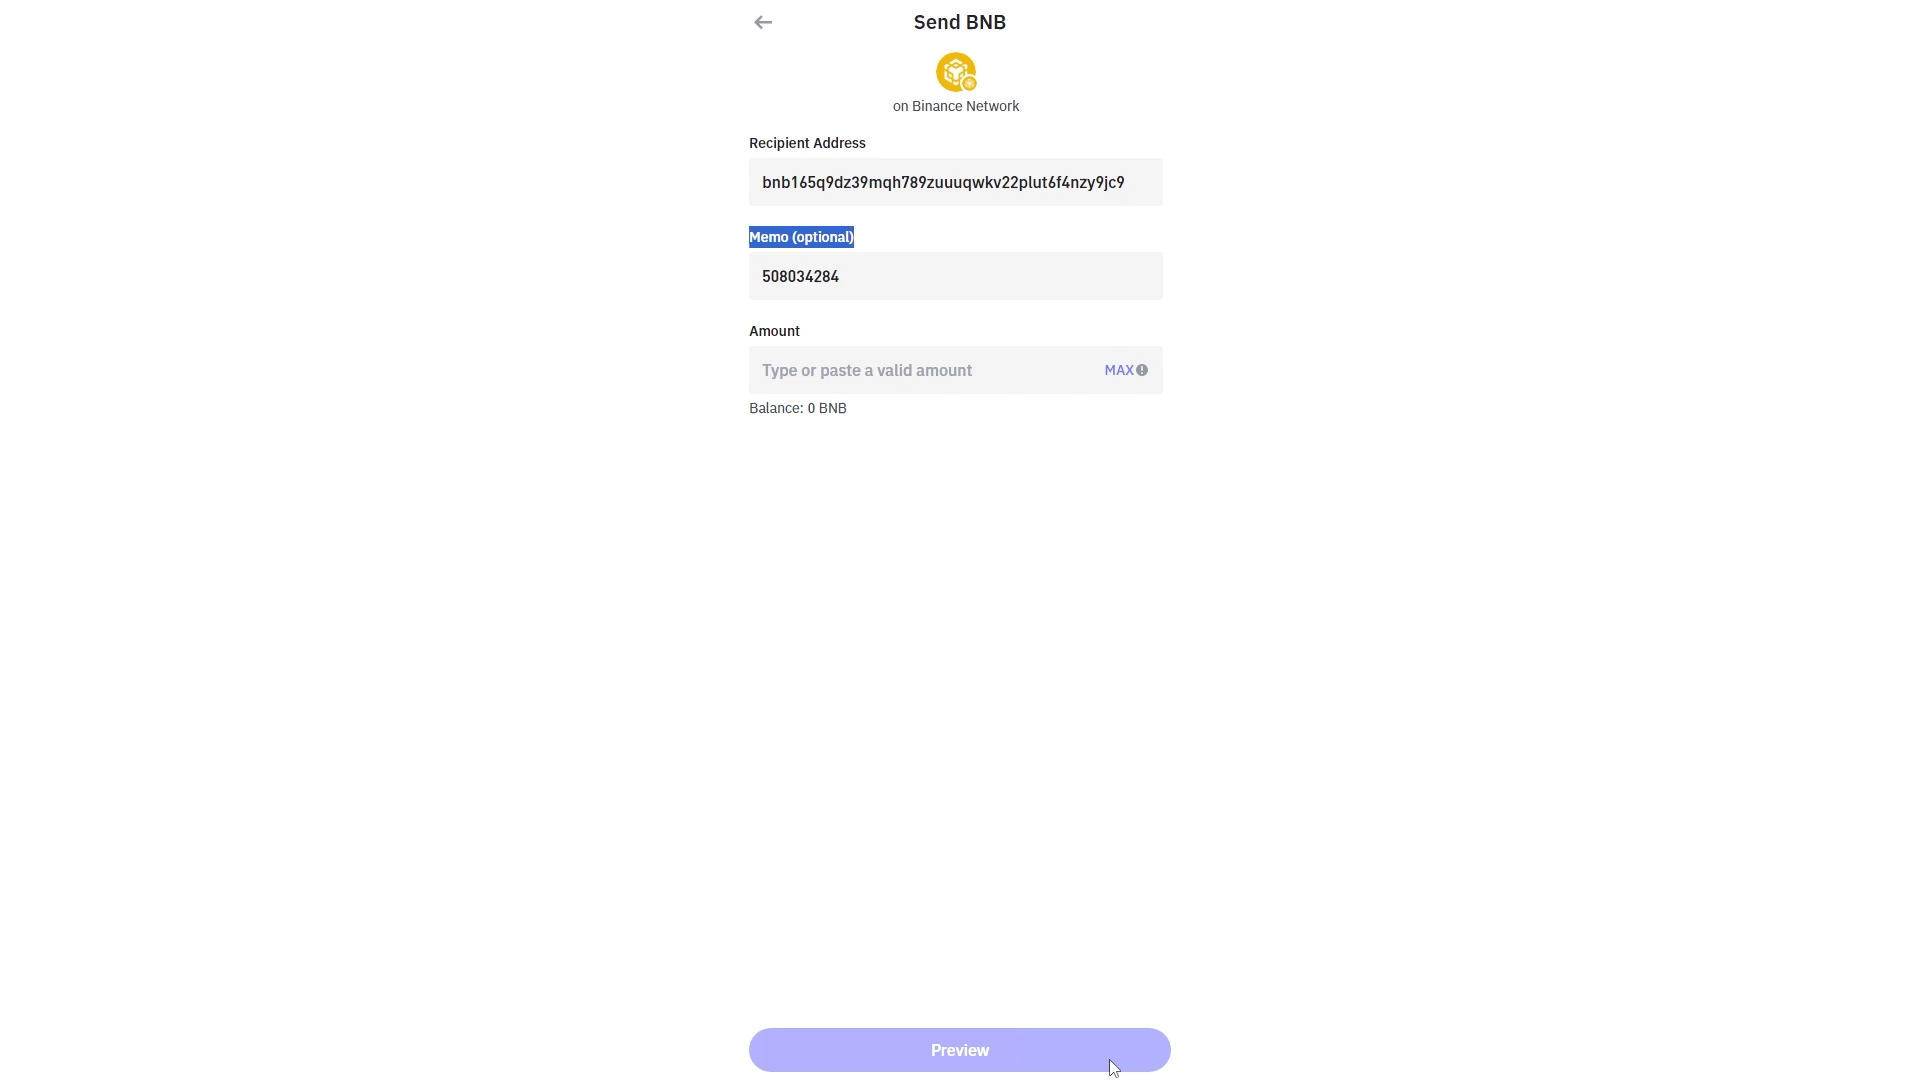 Send BNB
on Binance Network
Recipient Address
bnb165q9dz39mqh789zuuuqwkv22plut6f4nzy9jc9
Memo (optional)
508034284
Amount
Type or paste a valid amount MAX
Balance: 0 BNB
Preview